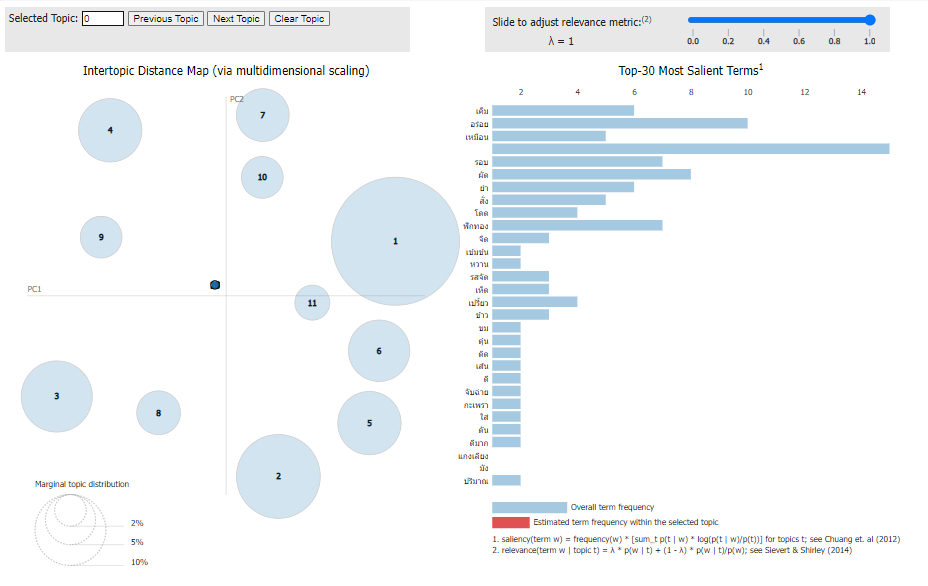 Selected Topic: 0 Previous Topic Next Topic Clear Topic
Slide to adjust relevance metric:(2)
λ = 1
0.0 0.2 0.4 0.6 0.8 1.0
Intertopic Distance Map (via multidimensional scaling)
PC2
PC1
4
7
10
9
1
11
6
3
8
5
2
Marginal topic distribution
2%
5%
10%
Top-30 Most Salient Terms1
2 4 6 8 10 12 14
เค็ม
อร่อย
เหมือน
รอบ
ผัด
ยำ
สั่ง
โดด
ฟักทอง
จืด
เข้มข้น
หวาน
รสจัด
เห็ด
เปรี้ยว
ข้าว
ขม
ตุ๋น
ติด
เส้น
ดี
จับฉ่าย
กะเพรา
ใส่
ต้น
ดีมาก
แกงเลียง
มัง
ปริมาณ
Overall term frequency
Estimated term frequency within the selected topic
1. saliency(term w) = frequency(w) * [sum_t p(t | w) * log(p(t | w)/p(t))] for topics t; see Chuang et. al (2012)
2. relevance(term w | topic t) = λ * p(w | t) + (1 - λ) * p(w | t)/p(w); see Sievert & Shirley (2014)